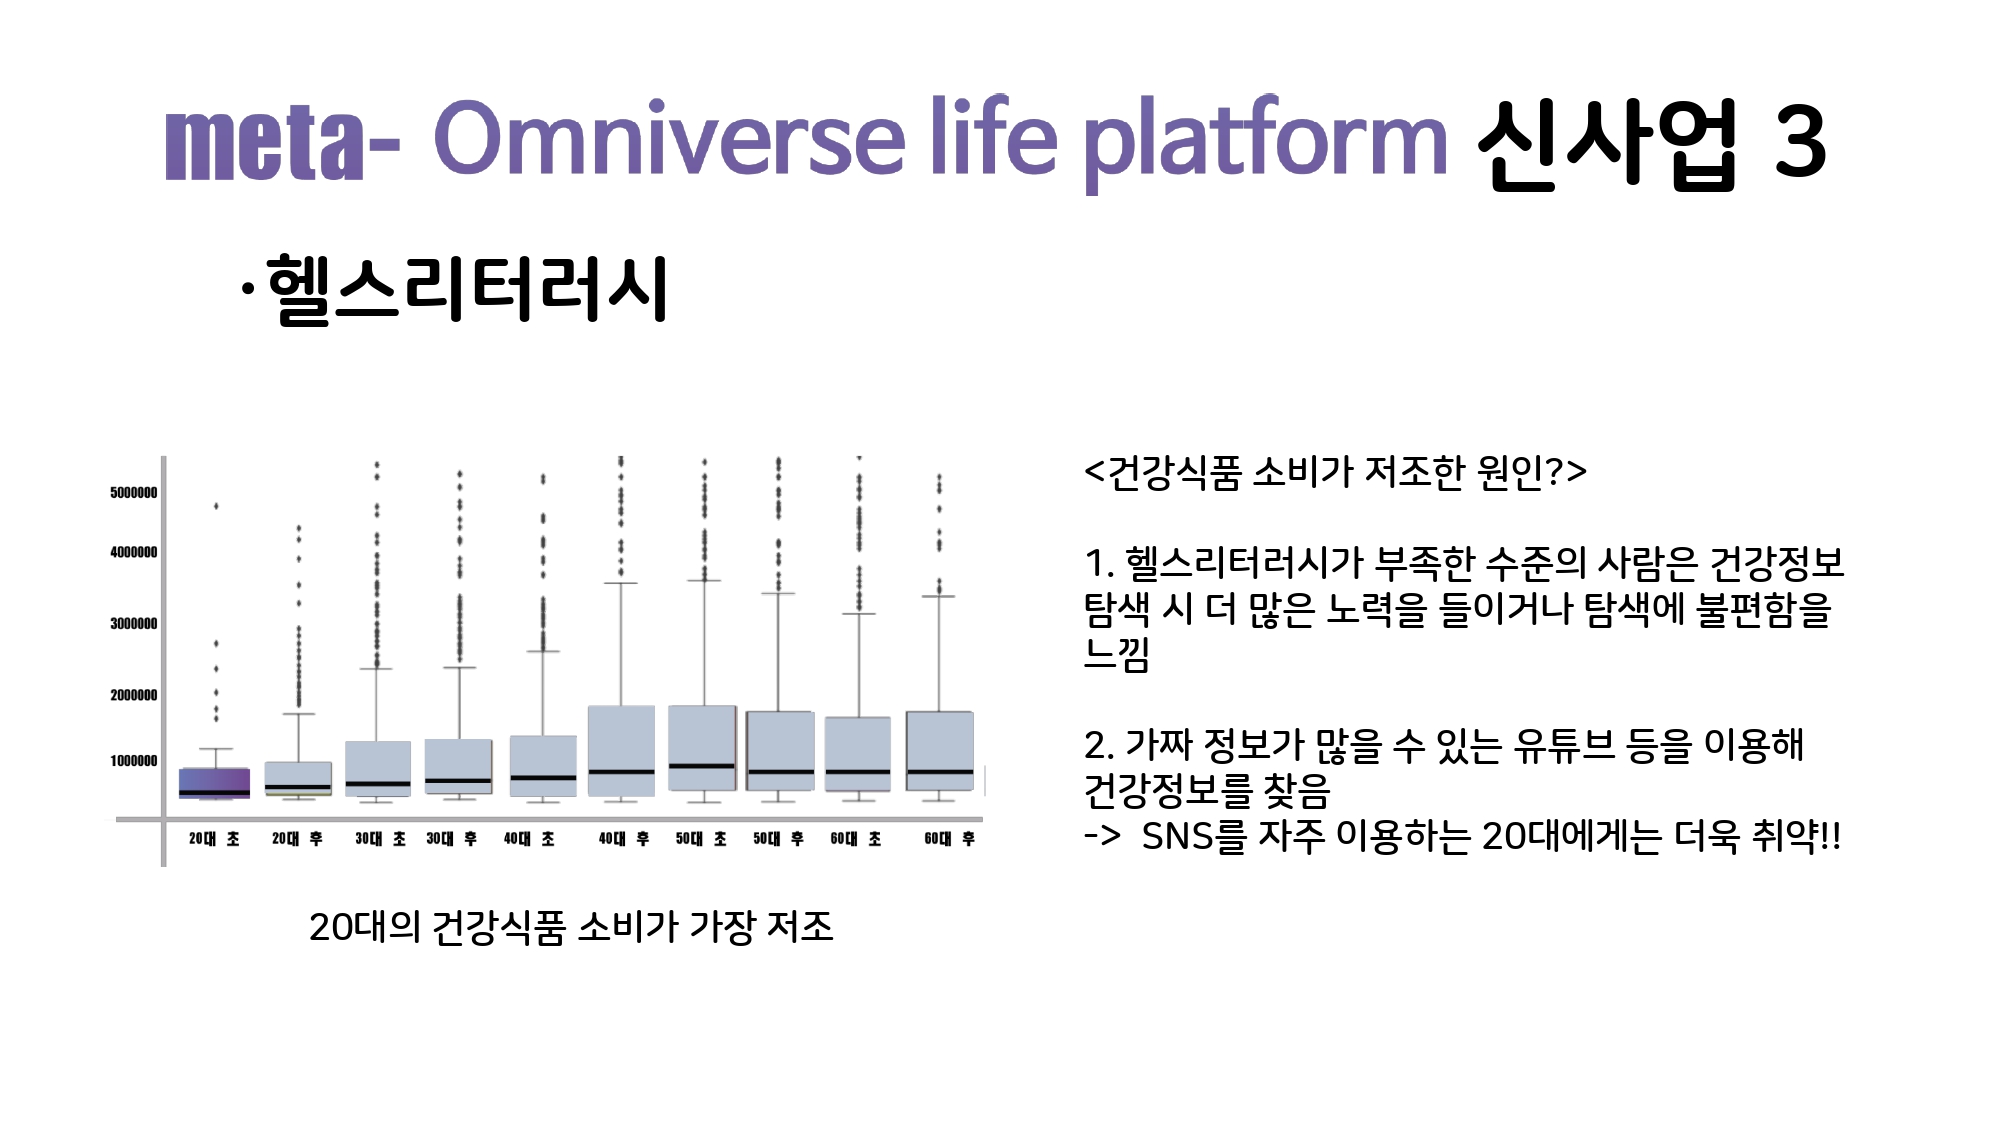 meta- Omniverse life platform 신사업 3
·헬스리터러시
5000000
4000000
3000000
2000000
1000000
20대 초 20대 후 30대 초 30대 후 40대 초 40대 후 50대 초 50대 후 60대 초 60대 후
20대의 건강식품 소비가 가장 저조
<건강식품 소비가 저조한 원인?>
1. 헬스리터러시가 부족한 수준의 사람은 건강정보
탐색 시 더 많은 노력을 들이거나 탐색에 불편함을
느낌
2. 가짜 정보가 많을 수 있는 유튜브 등을 이용해
건강정보를 찾음
-> SNS를 자주 이용하는 20대에게는 더욱 취약!!